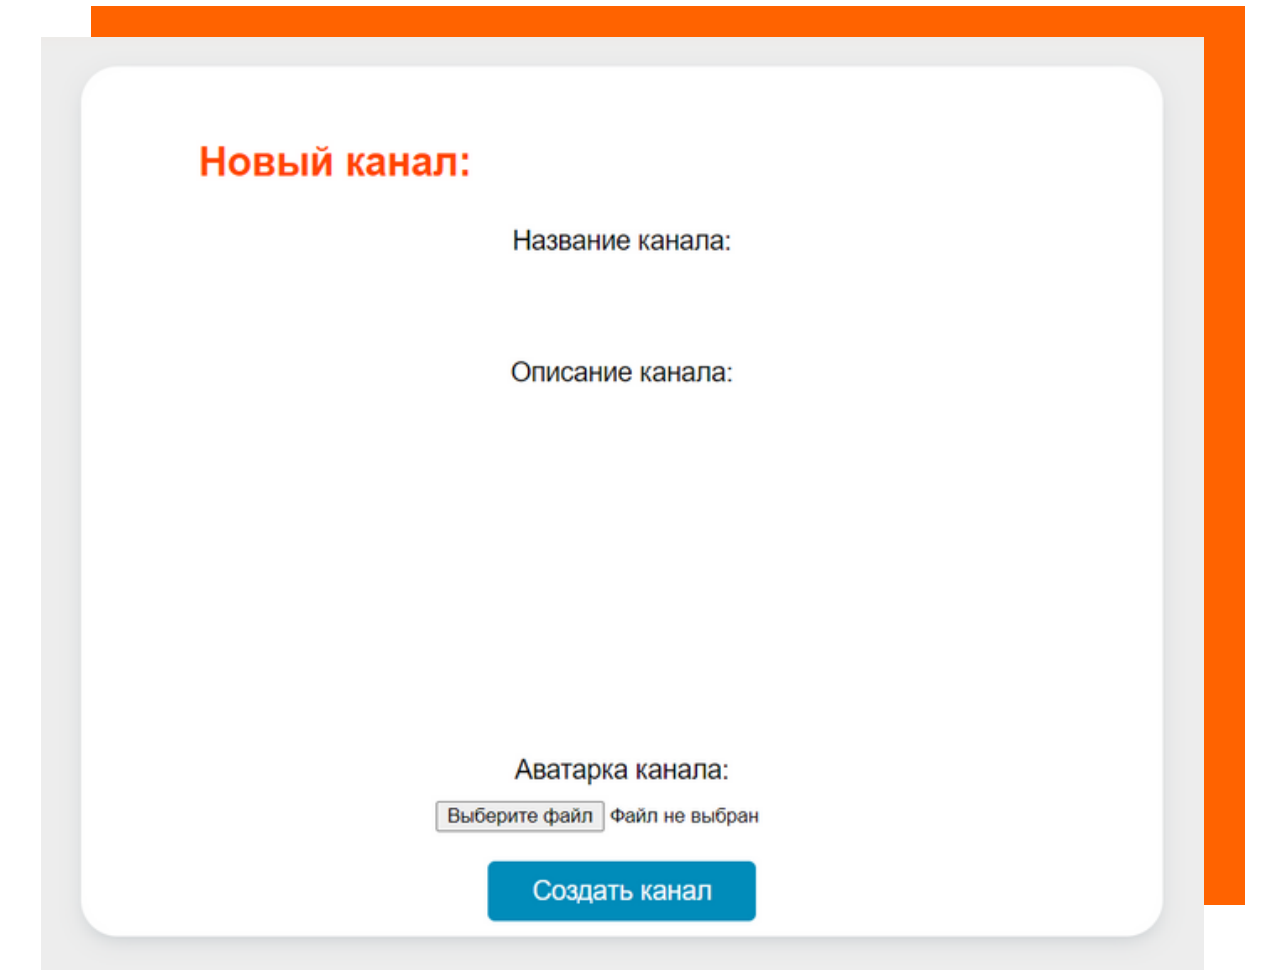 Новый канал:
Название канала:
Описание канала:
Аватарка канала:
Выберите файл Файл не выбран
Создать канал